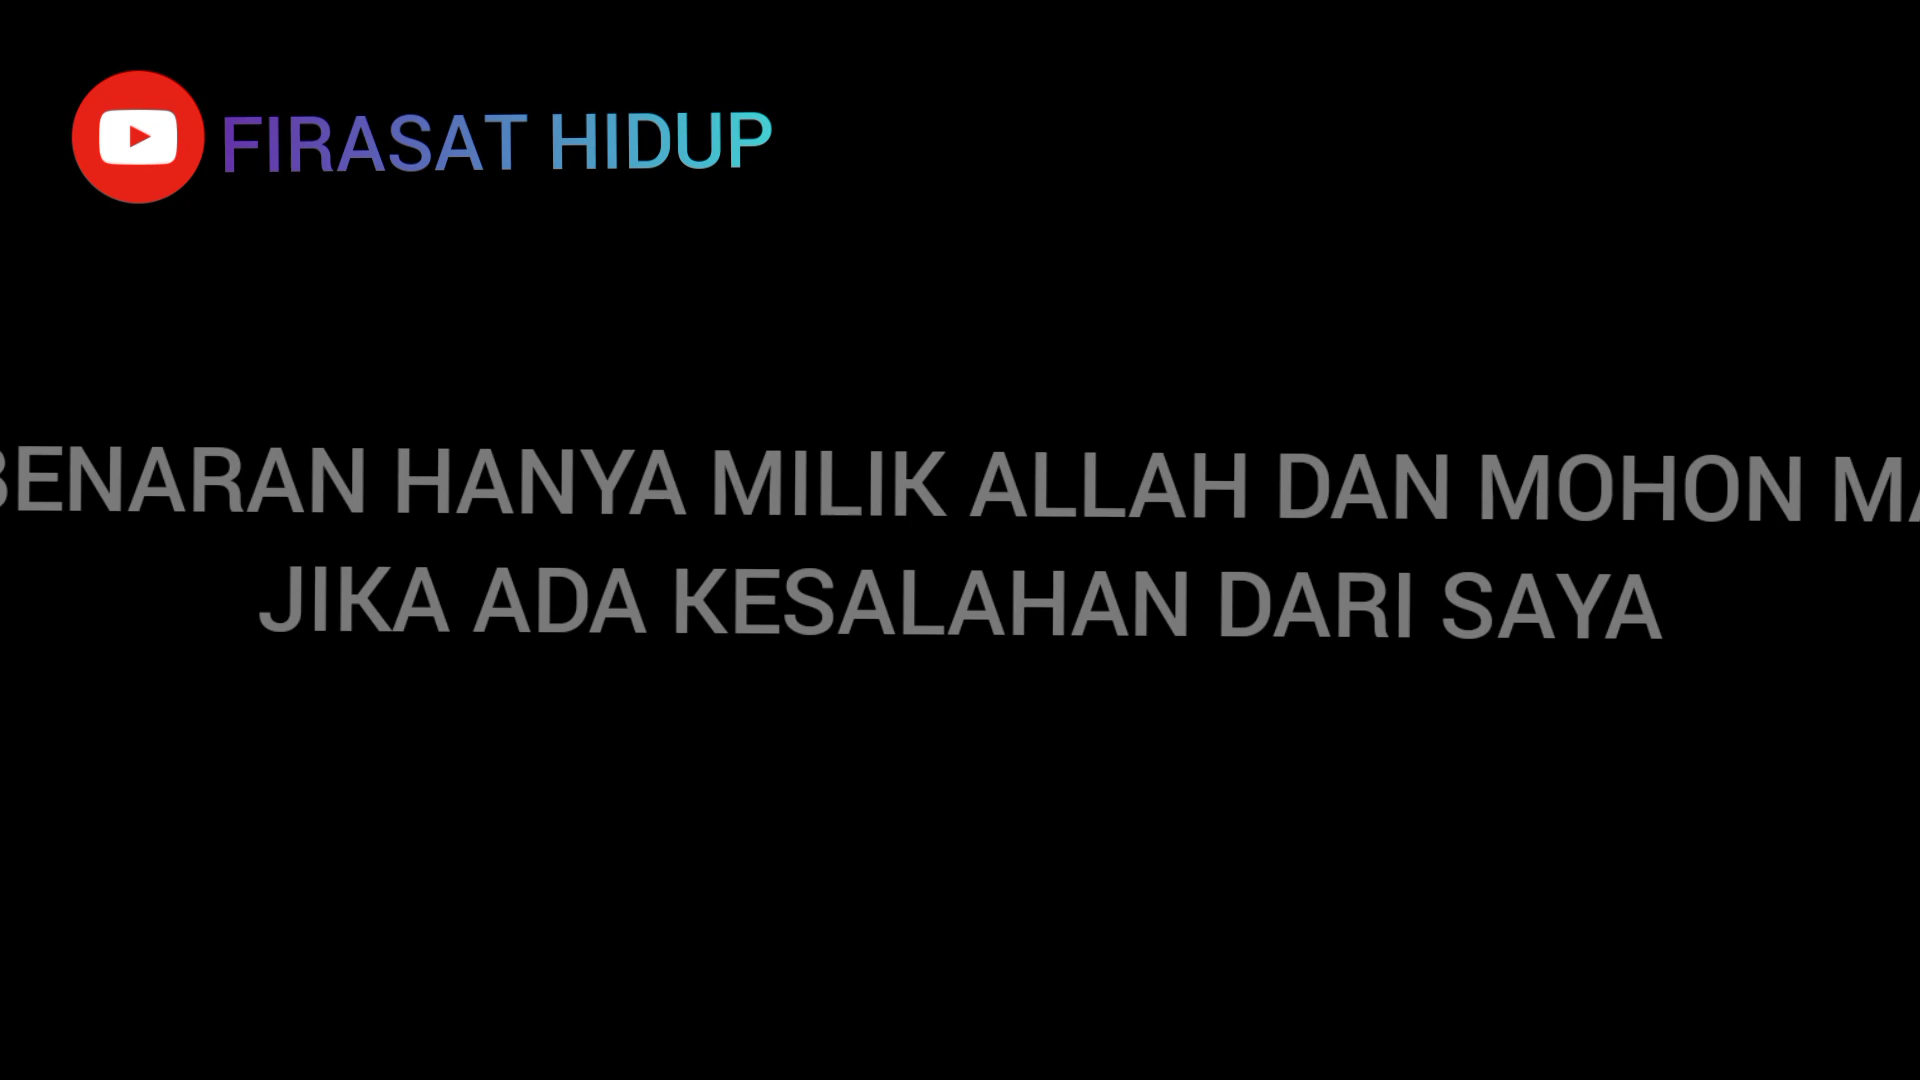 FIRASAT HIDUP
BENARAN HANYA MILIK ALLAH DAN MOHON MA
JIKA ADA KESALAHAN DARI SAYA